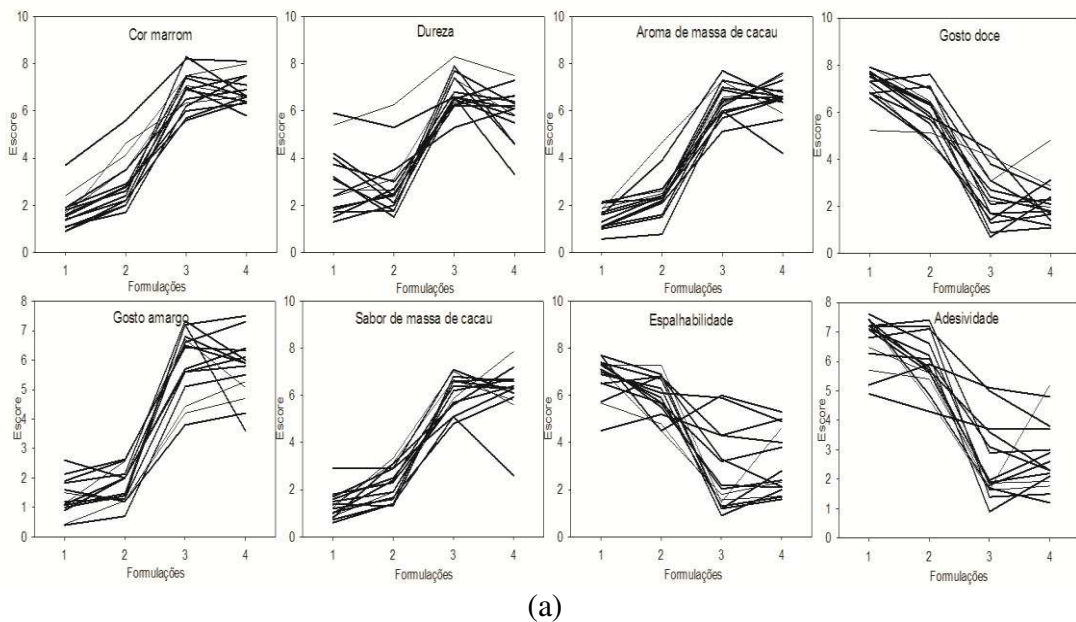 Cor marrom
10
8
6
4
2
0
Escore
1 2 3 4
Formulações
Dureza
10
8
6
4
2
0
Escore
1 2 3 4
Formulações
Aroma de massa de cacau
10
8
6
4
2
0
Escore
1 2 3 4
Formulações
Gosto doce
10
8
6
4
2
0
Escore
1 2 3 4
Formulações
Gosto amargo
8
7
6
5
4
3
2
1
0
Escore
1 2 3 4
Formulações
Sabor de massa de cacau
10
8
6
4
2
0
Escore
1 2 3 4
Formulações
Espalhabilidade
10
8
6
4
2
0
Escore
1 2 3 4
Formulações
Adesividade
8
7
6
5
4
3
2
1
0
Escore
1 2 3 4
Formulações
(a)